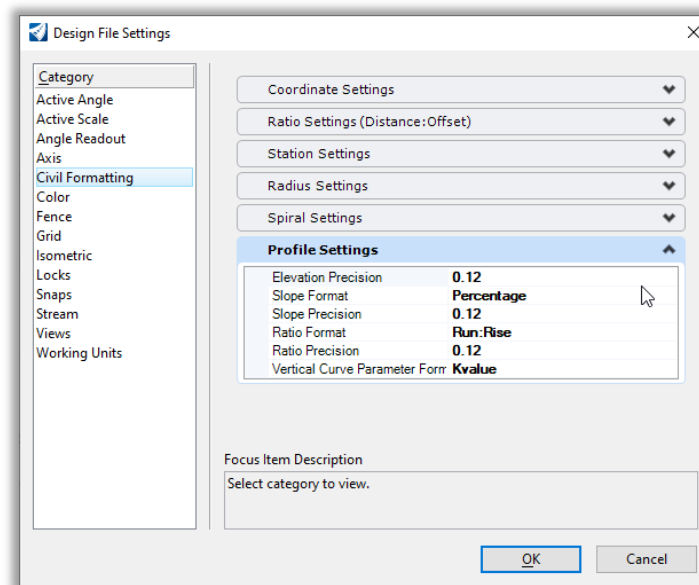 Design File Settings
Category
Active Angle
Active Scale
Angle Readout
Axis
Civil Formatting
Color
Fence
Grid
Isometric
Locks
Snaps
Stream
Views
Working Units
Coordinate Settings
Ratio Settings (Distance:Offset)
Station Settings
Radius Settings
Spiral Settings
Profile Settings
Elevation Precision 0.12
Slope Format Percentage
Slope Precision 0.12
Ratio Format Run:Rise
Ratio Precision 0.12
Vertical Curve Parameter Form Kvalue
Focus Item Description
Select category to view.
OK Cancel